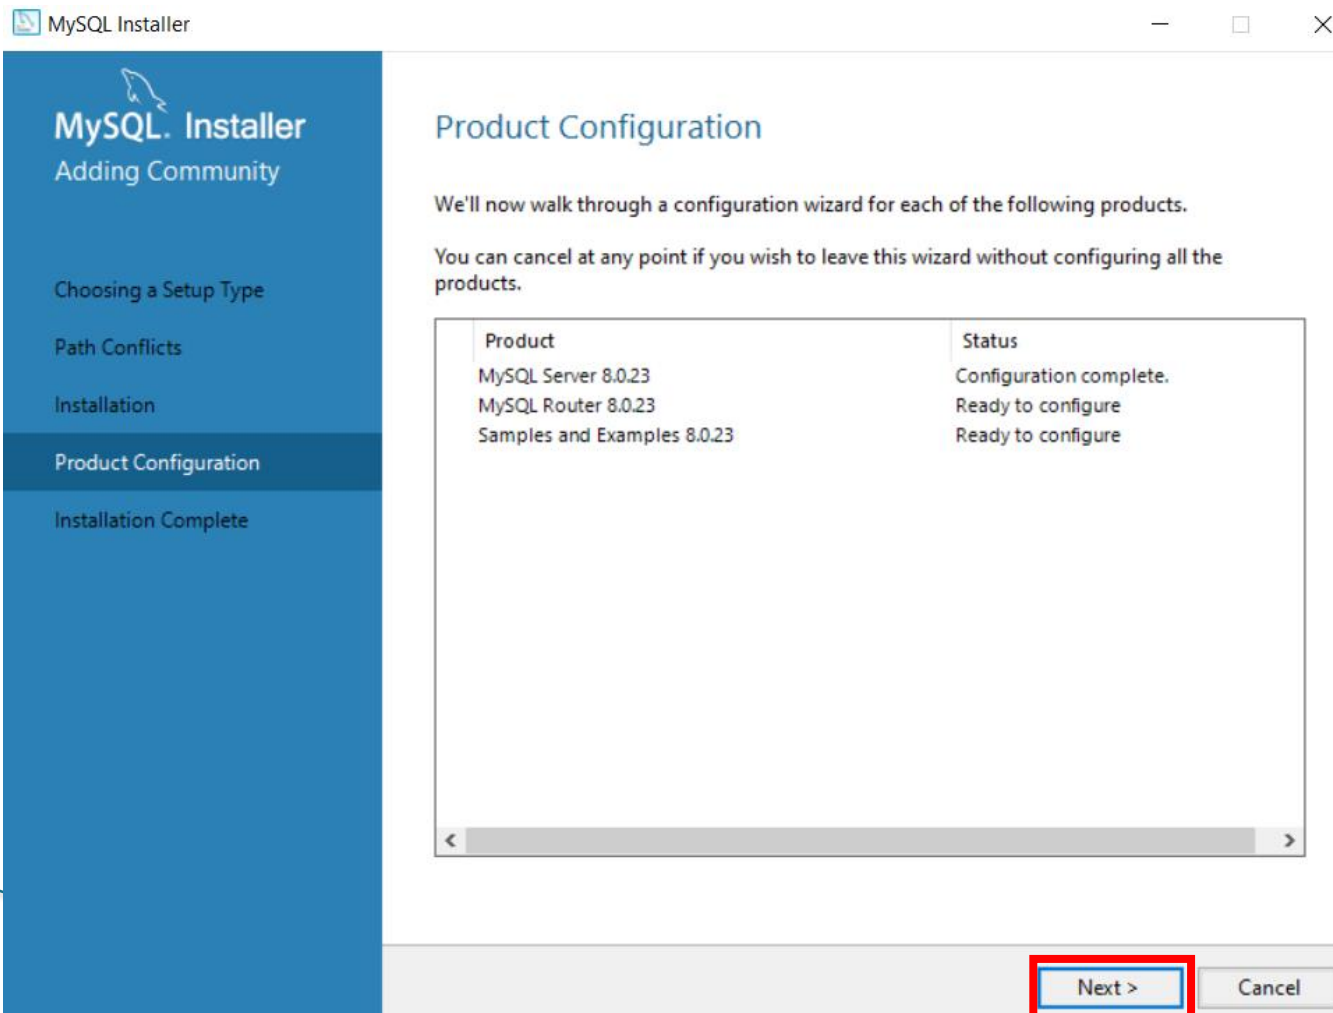 MySQL Installer
MySQL. Installer
Adding Community
Choosing a Setup Type
Path Conflicts
Installation
Product Configuration
Installation Complete
Product Configuration
We'll now walk through a configuration wizard for each of the following products.
You can cancel at any point if you wish to leave this wizard without configuring all the
products.
Product Status
MySQL Server 8.0.23 Configuration complete.
MySQL Router 8.0.23 Ready to configure
Samples and Examples 8.0.23 Ready to configure
Next > Cancel